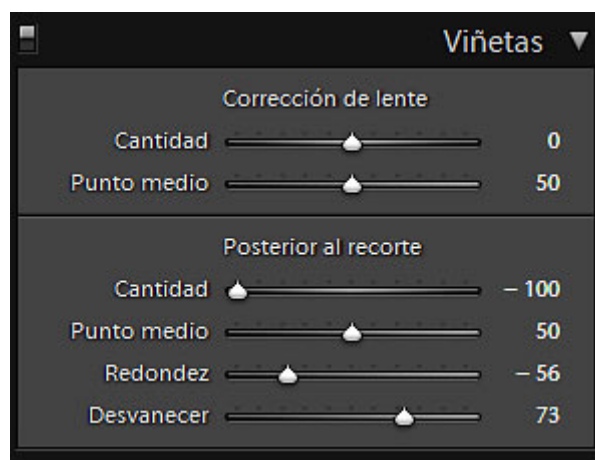 Viñetas
Corrección de lente
Cantidad 0
Punto medio 50
Posterior al recorte
Cantidad – 100
Punto medio 50
Redondez – 56
Desvanecer 73